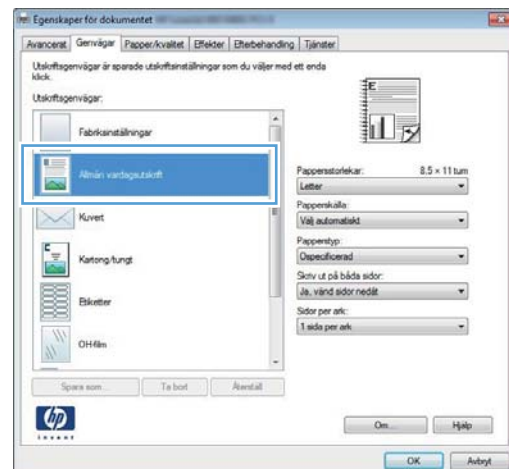 Egenskaper för dokumentet
Avancerat Genvägar Papper/kvalitet Effekter Efterbehandling Tjänster
Utskriftsgenvägar är sparade utskriftsinställningar som du väljer med ett enda
klick.
Utskriftsgenvägar:
Fabriksinställningar
Allmän vardagsutskrift
Kuvert
Kartong/tungt
Etiketter
OH-film
Spara som... Ta bort Återställ
E
Pappersstorlekar: 8.5 × 11 tum
Letter
Papperskälla:
Välj automatiskt
Papperstyp:
Ospecificerad
Skriv ut på båda sidor:
Ja, vänd sidor nedåt
Sidor per ark:
1 sida per ark
hp
invent
Om... Hjälp
OK Avbryt